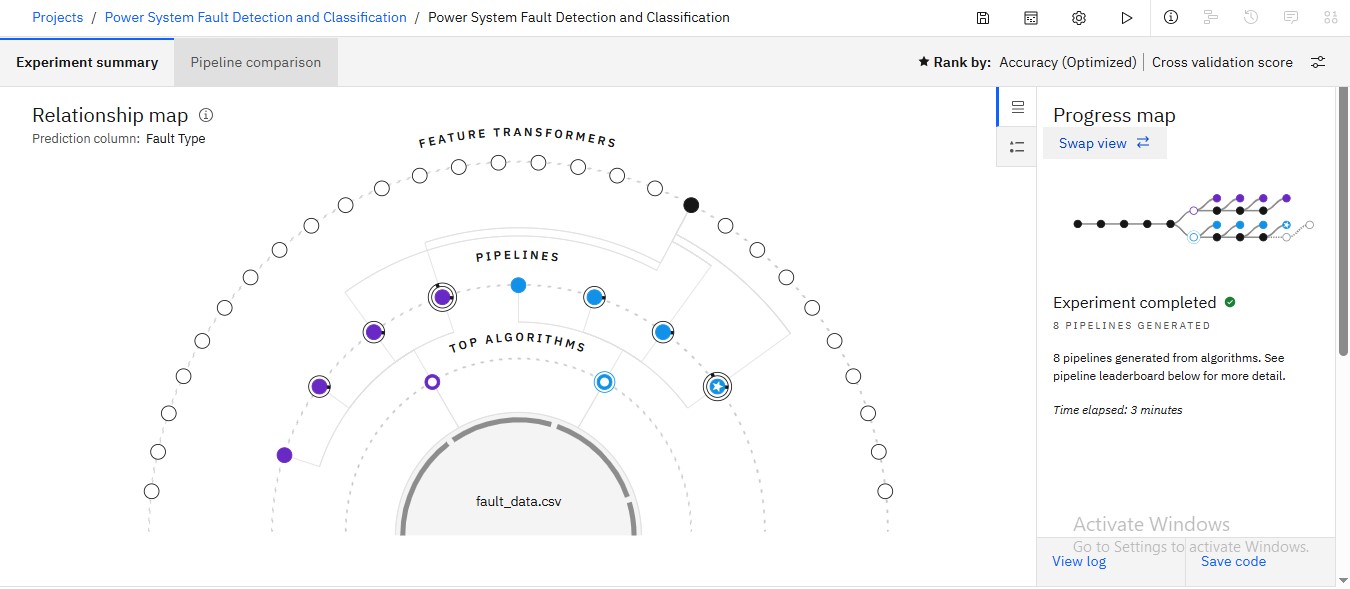 Projects / Power System Fault Detection and Classification / Power System Fault Detection and Classification
Experiment summary
Pipeline comparison
Rank by: Accuracy (Optimized) | Cross validation score
Relationship map
Prediction column: Fault Type
FEATURE TRANSFORMERS
PIPELINES
TOP ALGORITHMS
fault_data.csv
Progress map
Swap view
Experiment completed
8 PIPELINES GENERATED
8 pipelines generated from algorithms. See
pipeline leaderboard below for more detail.
Time elapsed: 3 minutes
Activate Windows
Go to Settings to activate Windows.
View log
Save code